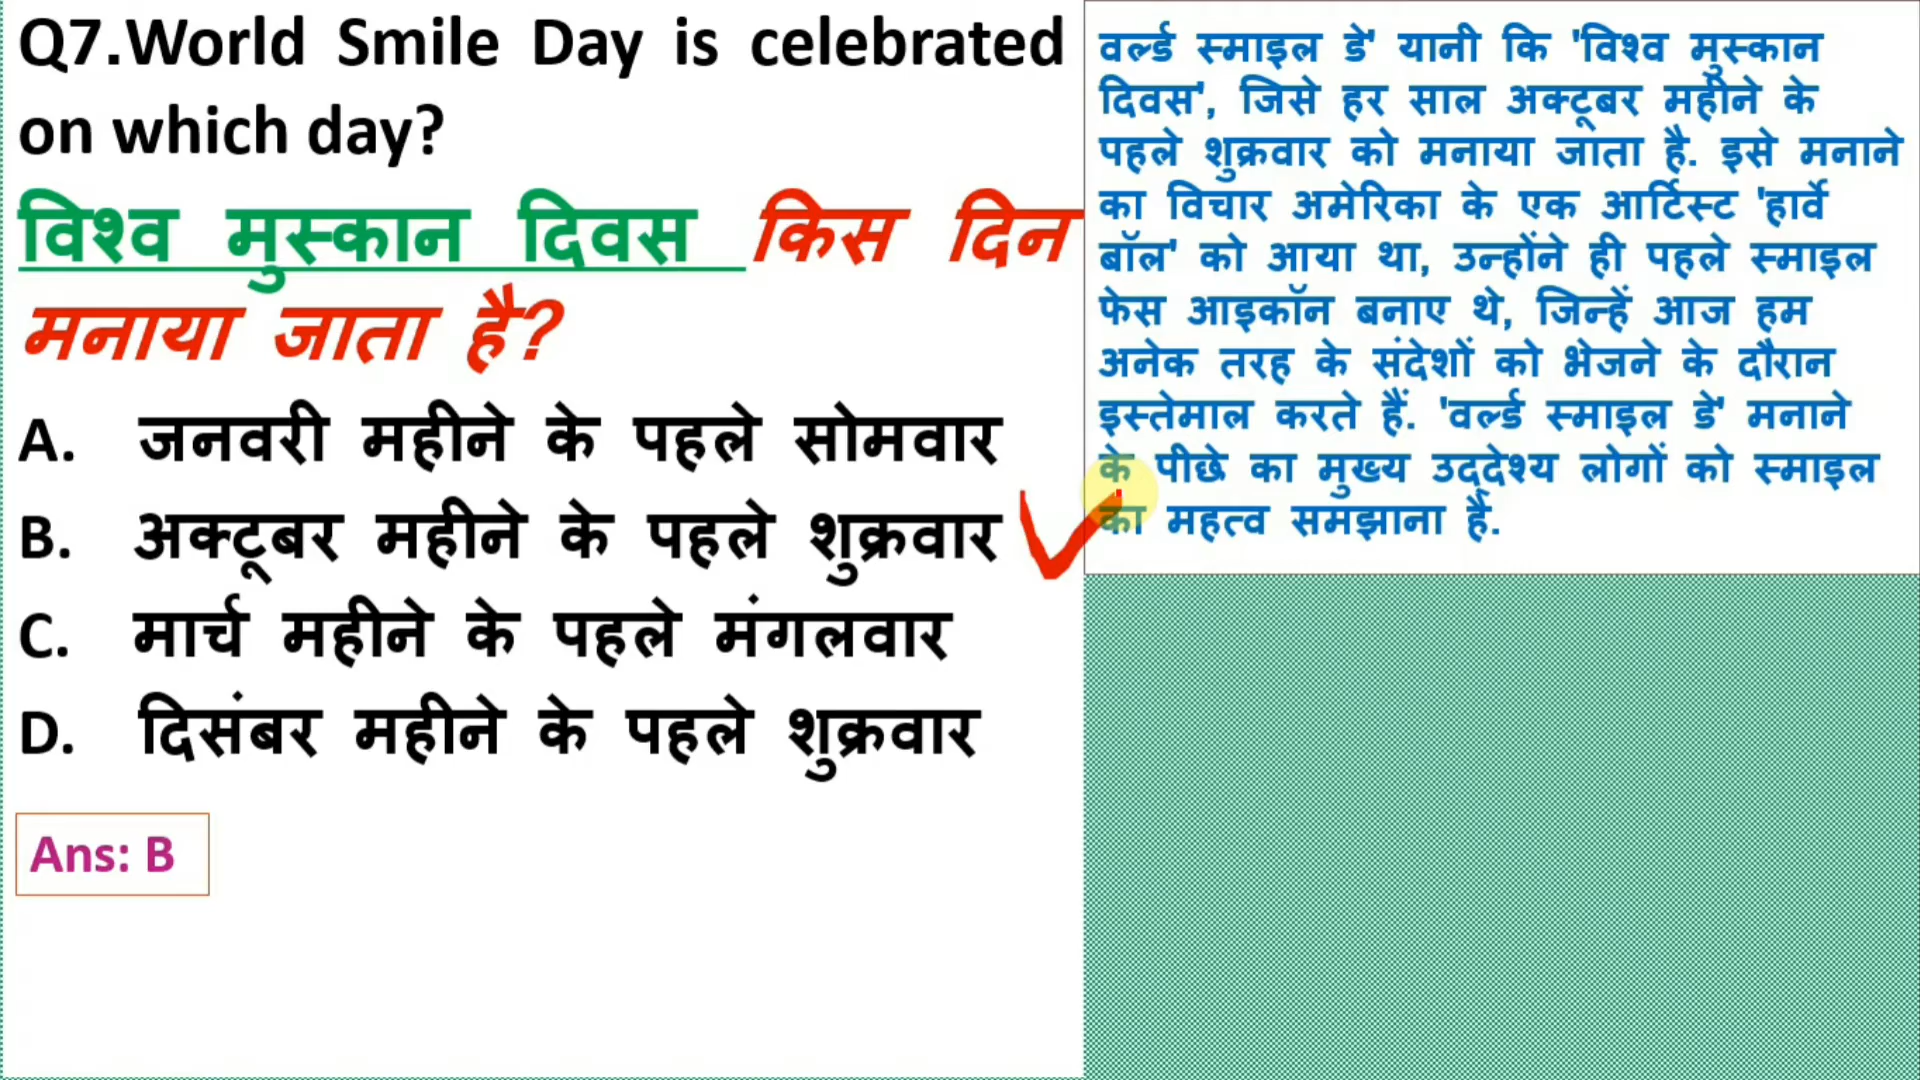 Q7.World Smile Day is celebrated
on which day?
विश्व मुस्कान दिवस किस दिन
मनाया जाता है?
A. जनवरी महीने के पहले सोमवार
B. अक्टूबर महीने के पहले शुक्रवार
C. मार्च महीने के पहले मंगलवार
D. दिसंबर महीने के पहले शुक्रवार
Ans: B
वर्ल्ड स्माइल डे' यानी कि 'विश्व मुस्कान
दिवस', जिसे हर साल अक्टूबर महीने के
पहले शुक्रवार को मनाया जाता है. इसे मनाने
का विचार अमेरिका के एक आर्टिस्ट 'हार्वे
बॉल' को आया था, उन्होंने ही पहले स्माइल
फेस आइकॉन बनाए थे, जिन्हें आज हम
अनेक तरह के संदेशों को भेजने के दौरान
इस्तेमाल करते हैं. 'वर्ल्ड स्माइल डे' मनाने
के पीछे का मुख्य उद्देश्य लोगों को स्माइल
का महत्व समझाना है.